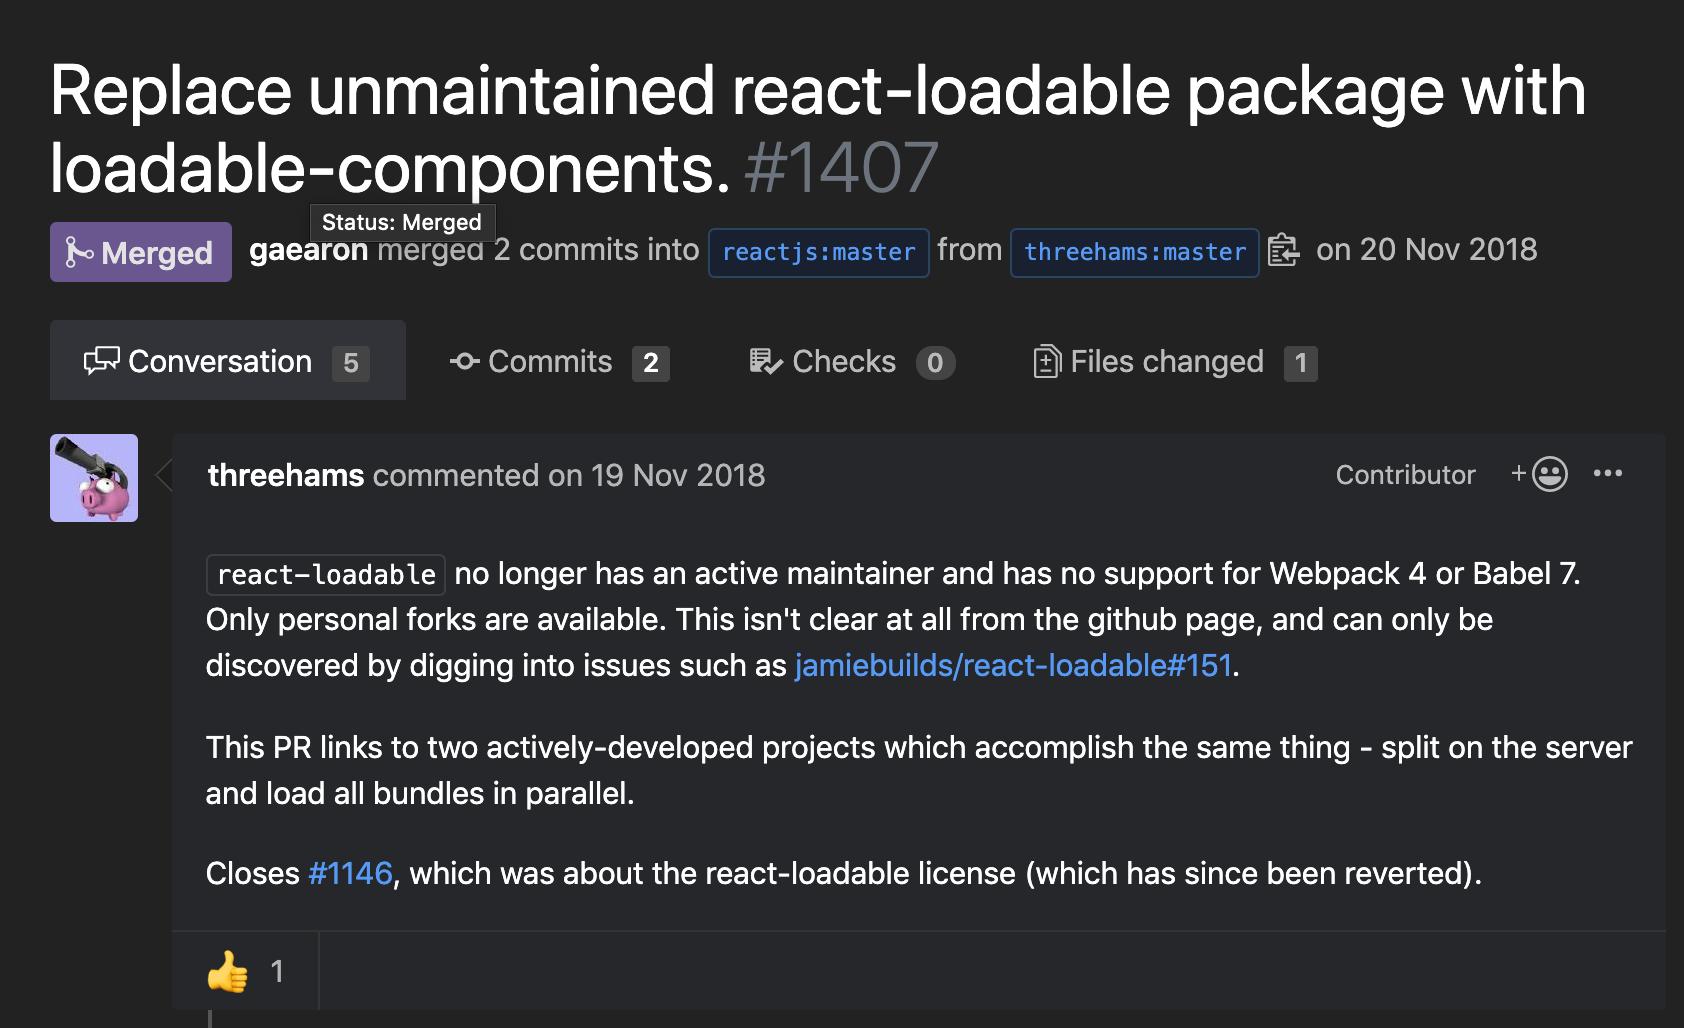 Replace unmaintained react-loadable package with
loadable-components. #1407
Status: Merged
Merged gaearon merged 2 commits into reactjs:master from threehams:master on 20 Nov 2018
Conversation 5 Commits 2 Checks 0 Files changed 1
threehams commented on 19 Nov 2018 Contributor +
react-loadable no longer has an active maintainer and has no support for Webpack 4 or Babel 7.
Only personal forks are available. This isn't clear at all from the github page, and can only be
discovered by digging into issues such as jamiebuilds/react-loadable#151.
This PR links to two actively-developed projects which accomplish the same thing - split on the server
and load all bundles in parallel.
Closes #1146, which was about the react-loadable license (which has since been reverted).
👍 1